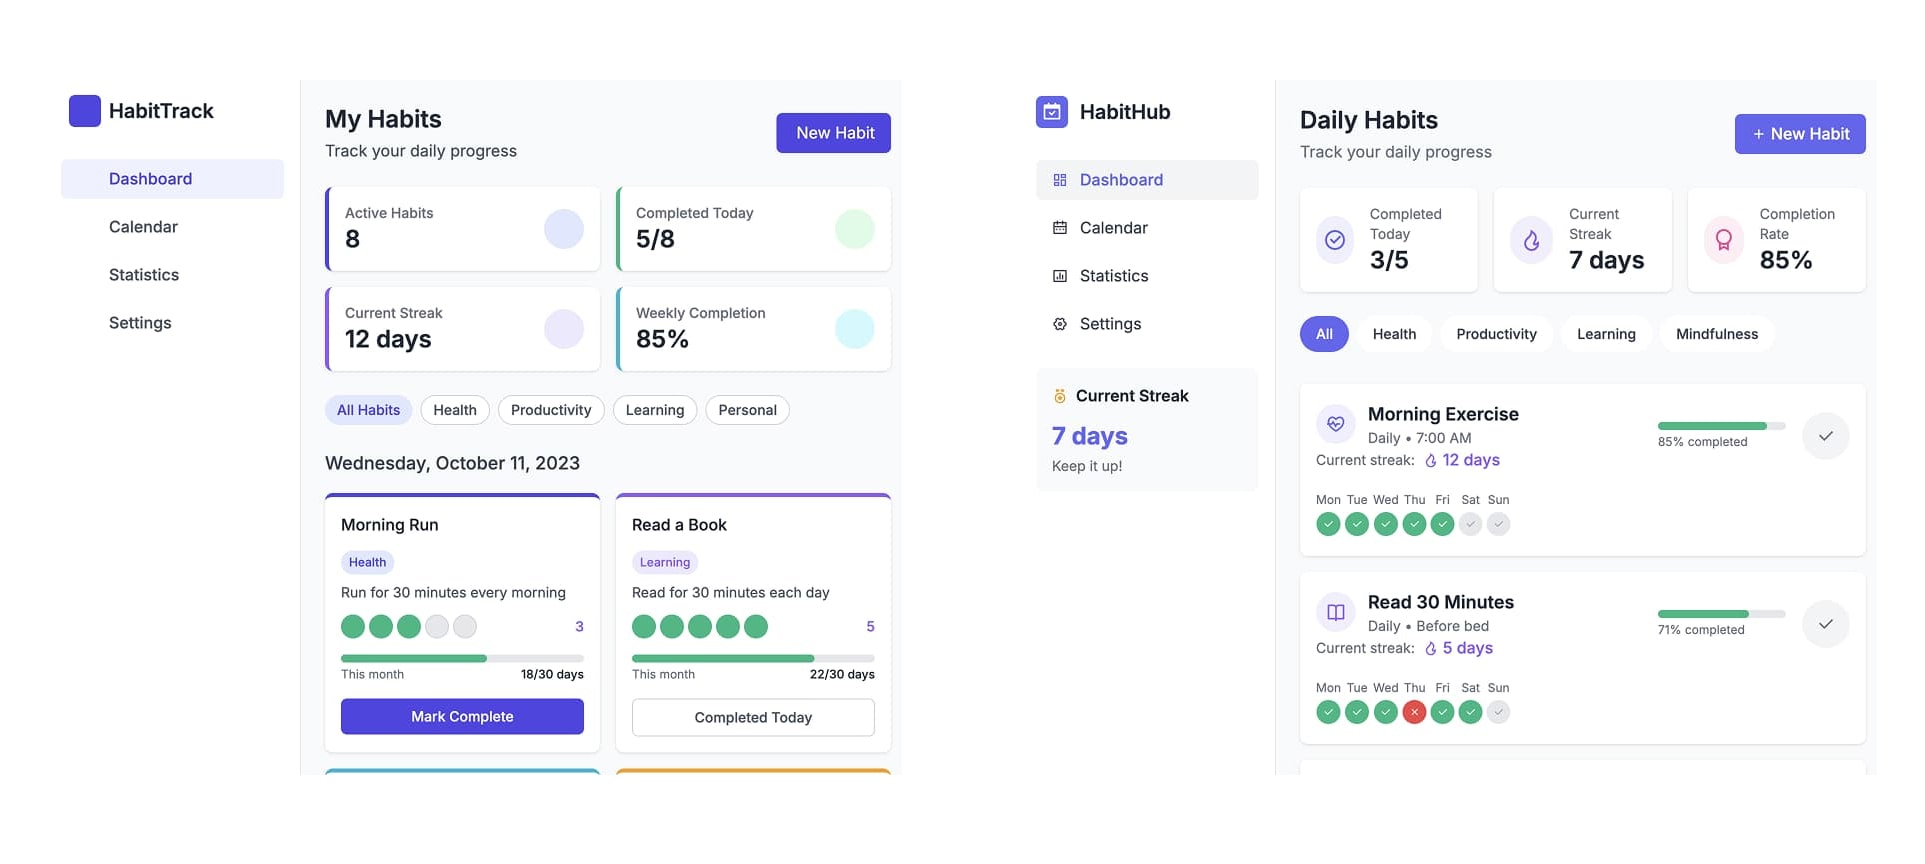 HabitTrack
Dashboard
Calendar
Statistics
Settings
My Habits
Track your daily progress
New Habit
Active Habits
8
Completed Today
5/8
Current Streak
12 days
Weekly Completion
85%
All Habits Health Productivity Learning Personal
Wednesday, October 11, 2023
Morning Run
Health
Run for 30 minutes every morning
3
This month 18/30 days
Mark Complete
Read a Book
Learning
Read for 30 minutes each day
5
This month 22/30 days
Completed Today
HabitHub
Dashboard
Calendar
Statistics
Settings
Current Streak
7 days
Keep it up!
Daily Habits
Track your daily progress
+ New Habit
Completed
Today
3/5
Current
Streak
7 days
Completion
Rate
85%
All Health Productivity Learning Mindfulness
Morning Exercise
Daily • 7:00 AM
Current streak: 12 days
85% completed
Mon Tue Wed Thu Fri Sat Sun
Read 30 Minutes
Daily • Before bed
Current streak: 5 days
71% completed
Mon Tue Wed Thu Fri Sat Sun